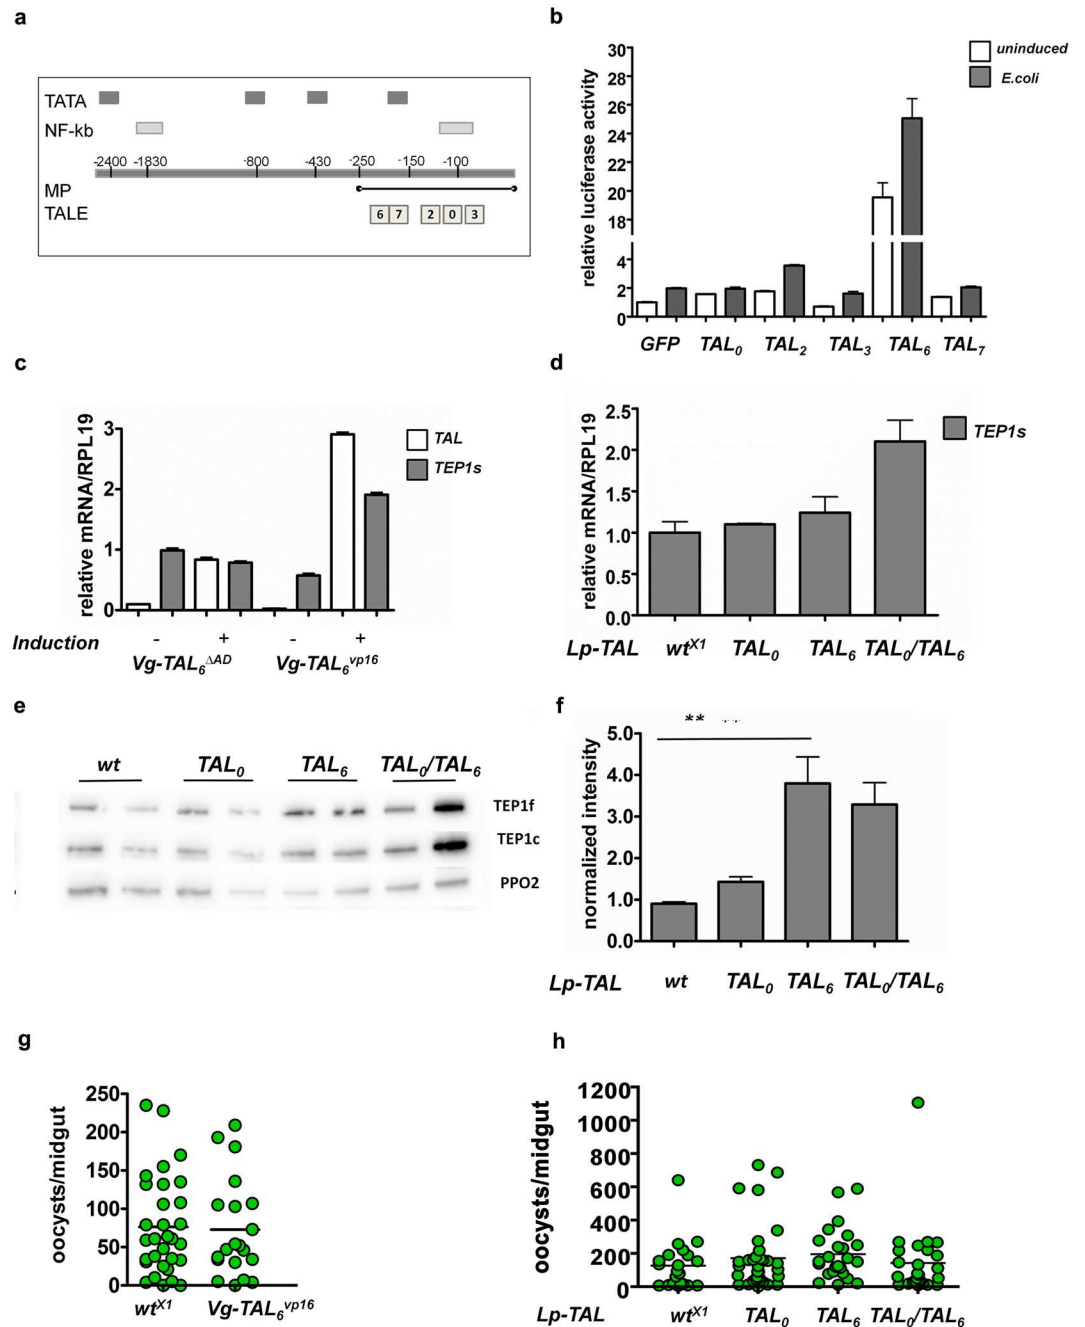 a
TATA
NF-kb
-2400 -1830 -800 -430 -250 -150 -100
MP
TALE 6 7 2 0 3
b
relative luciferase activity
30
28
26
24
22
20
18
4
2
0
uninduced
E.coli
GFP TAL0 TAL2 TAL3 TAL6 TAL7
c
relative mRNA/RPL19
3
2
1
0
TAL
TEP1s
Induction - + - +
Vg-TAL6ΔAD Vg-TAL6vp16
d
relative mRNA/RPL19
2.5
2.0
1.5
1.0
0.5
0.0
TEP1s
Lp-TAL wtX1 TAL0 TAL6 TAL0/TAL6
e
wt TAL0 TAL6 TAL0/TAL6
TEP1f
TEP1c
PPO2
f
normalized intensity
5.0
4.0
3.0
2.0
1.0
0.0
**
Lp-TAL wt TAL0 TAL6 TAL0/TAL6
g
oocysts/midgut
250
200
150
100
50
0
wtX1 Vg-TAL6vp16
h
oocysts/midgut
1200
1000
800
600
400
200
0
Lp-TAL wtX1 TAL0 TAL6 TAL0/TAL6